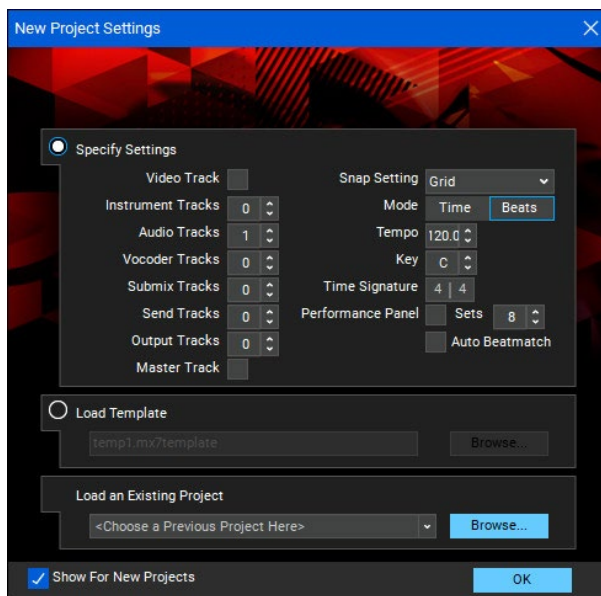 New Project Settings
Specify Settings
Video Track
Instrument Tracks 0
Audio Tracks 1
Vocoder Tracks 0
Submix Tracks 0
Send Tracks 0
Output Tracks 0
Master Track
Snap Setting Grid
Mode Time Beats
Tempo 120.0
Key C
Time Signature 4 | 4
Performance Panel Sets 8
Auto Beatmatch
Load Template
temp1.mx7template Browse...
Load an Existing Project
<Choose a Previous Project Here> Browse...
Show For New Projects OK